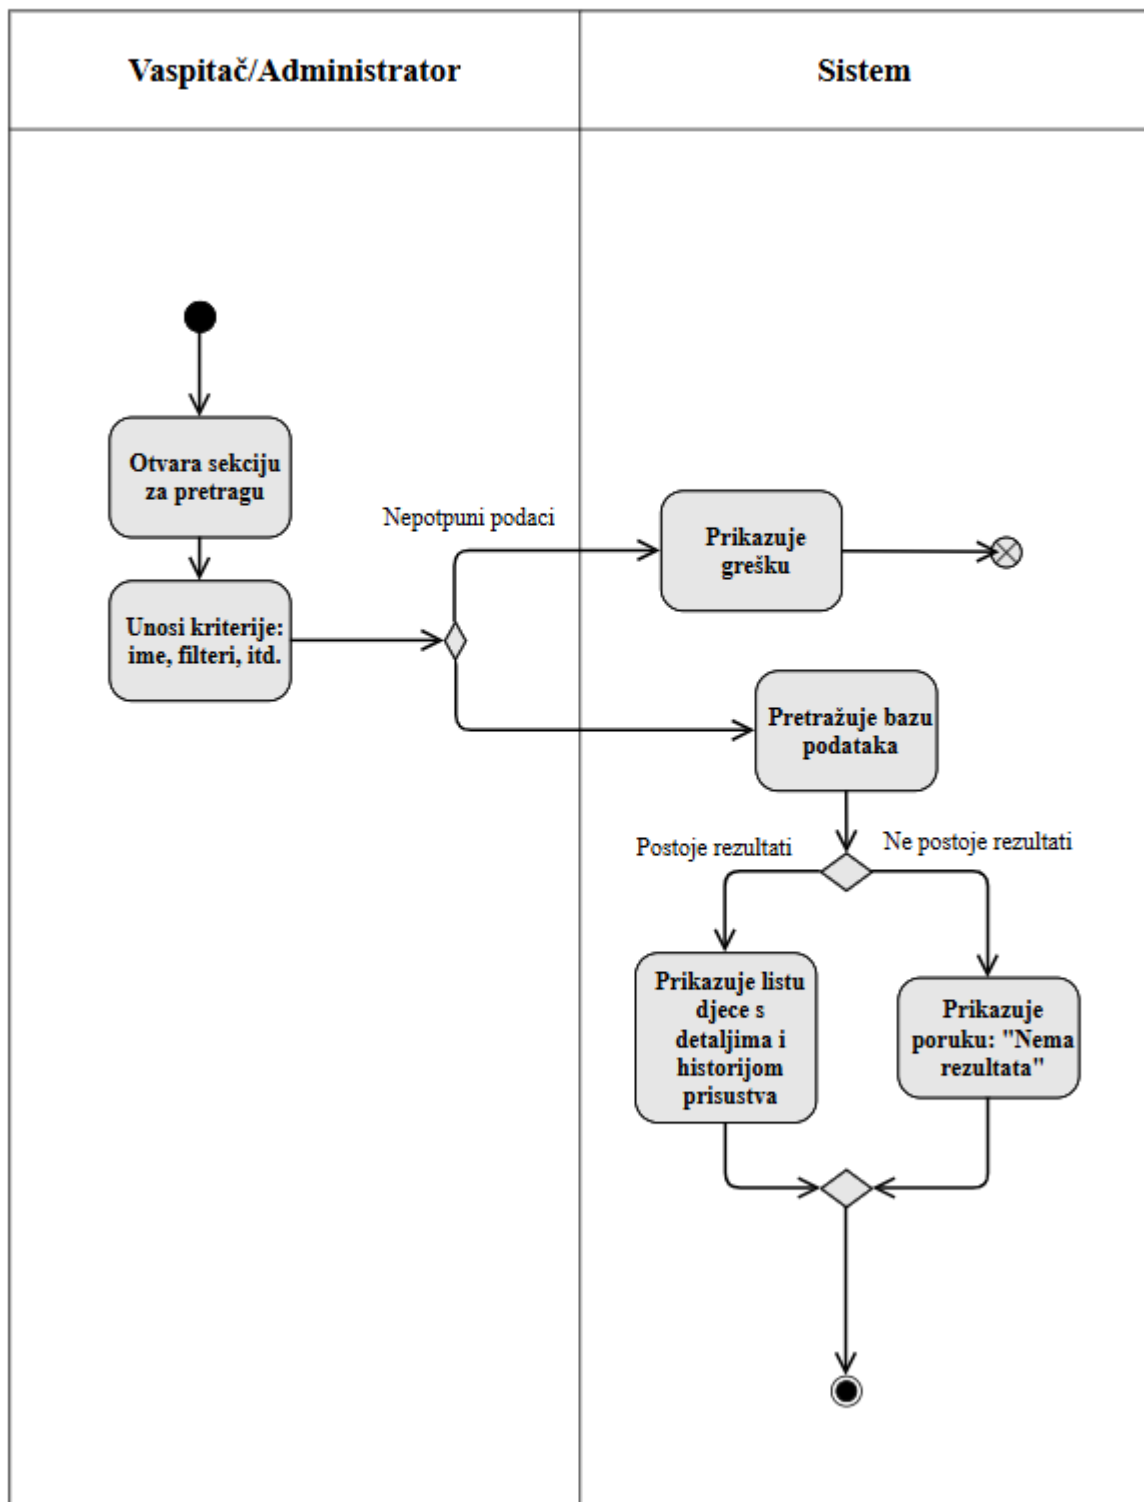 Vaspitač/Administrator
Sistem
Otvara sekciju
za pretragu
Unosi kriterije:
ime, filteri, itd.
Nepotpuni podaci
Prikazuje
grešku
Pretražuje bazu
podataka
Postoje rezultati
Ne postoje rezultati
Prikazuje listu
djece s
detaljima i
historijom
prisustva
Prikazuje
poruku: "Nema
rezultata"